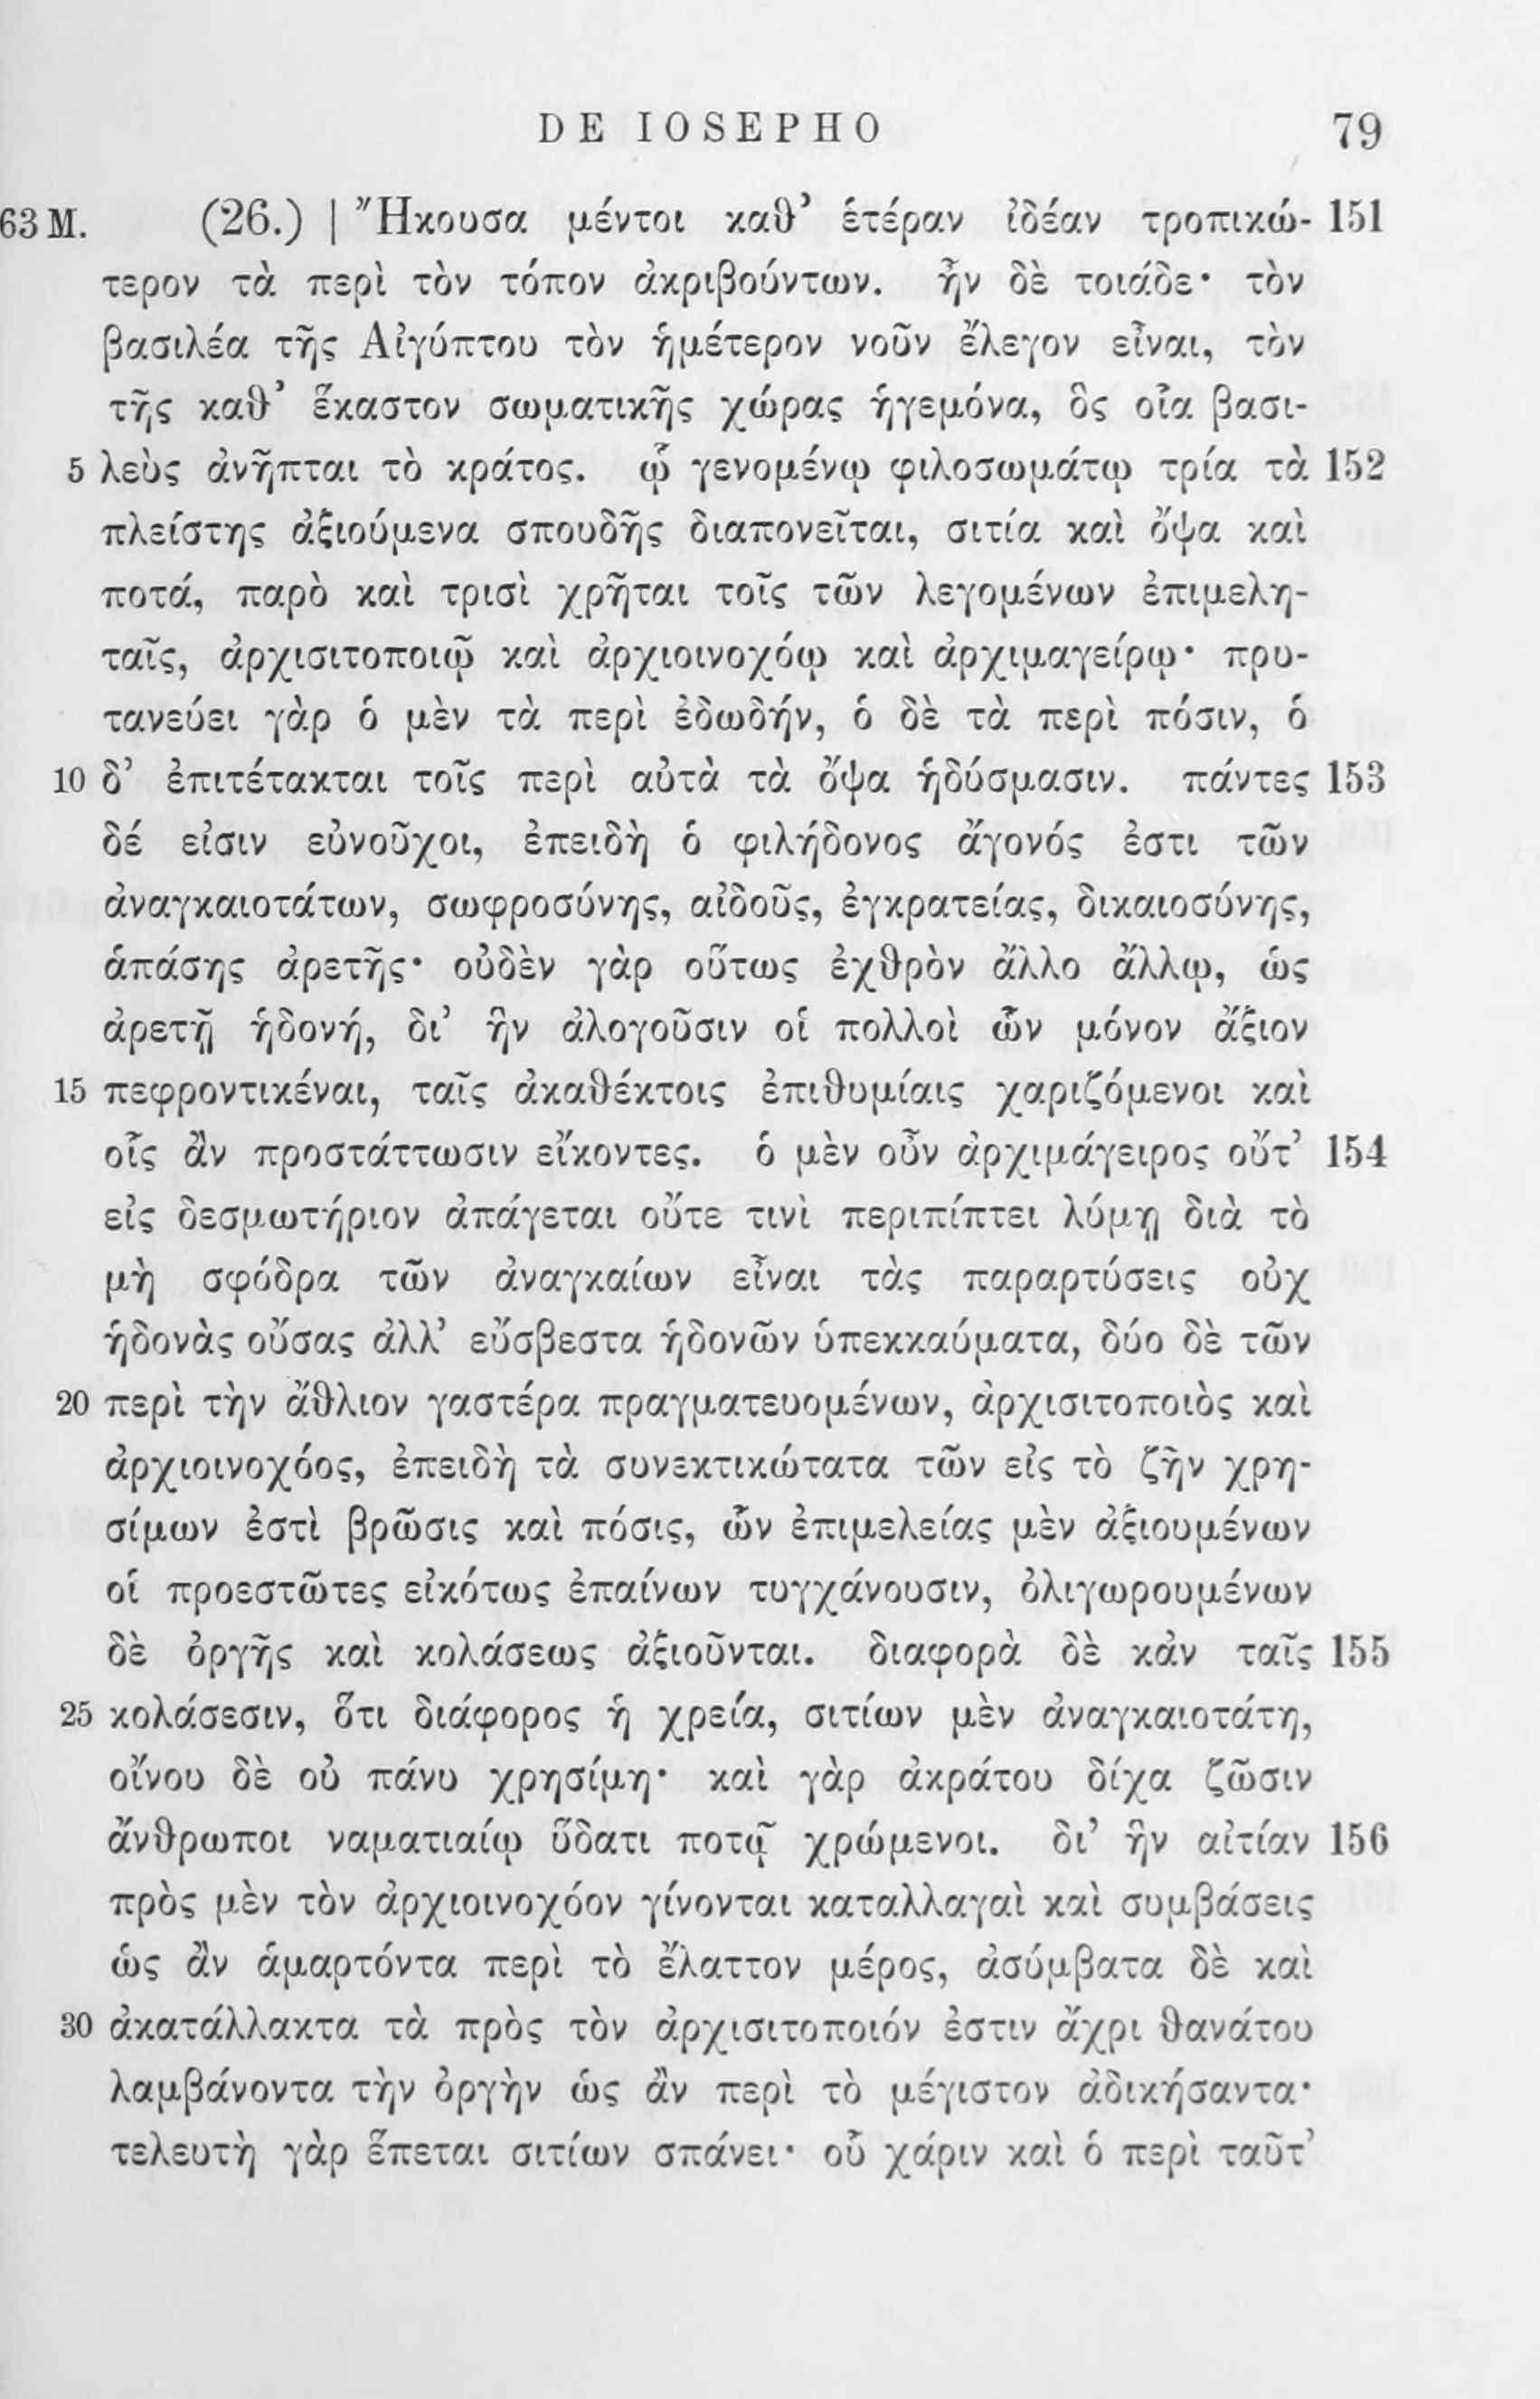 DE IOSEPHO 79
63 M. (26.) | Ἤκουσα μέντοι καθ’ ἑτέραν ἰδέαν τροπικώ- 151
τερον τὰ περὶ τὸν τόπον ἀκριβούντων. ἦν δὲ τοιάδε· τὸν
βασιλέα τῆς Αἰγύπτου τὸν ἡμέτερον νοῦν ἔλεγον εἶναι, τὸν
τῆς καθ’ ἕκαστον σωματικῆς χώρας ἡγεμόνα, ὃς οἷα βασι-
5 λεὺς ἀνῆπται τὸ κράτος. ᾧ γενομένῳ φιλοσωμάτῳ τρία τὰ 152
πλείστης ἀξιούμενα σπουδῆς διαπονεῖται, σιτία καὶ ὄψα καὶ
ποτά, παρὸ καὶ τρισὶ χρῆται τοῖς τῶν λεγομένων ἐπιμελη-
ταῖς, ἀρχισιτοποιῷ καὶ ἀρχιοινοχόῳ καὶ ἀρχιμαγείρῳ· πρυ-
τανεύει γὰρ ὁ μὲν τὰ περὶ ἐδωδήν, ὁ δὲ τὰ περὶ πόσιν, ὁ
10 δ’ ἐπιτέτακται τοῖς περὶ αὐτὰ τὰ ὄψα ἡδύσμασιν. πάντες 153
δέ εἰσιν εὐνοῦχοι, ἐπειδὴ ὁ φιλήδονος ἄγονός ἐστι τῶν
ἀναγκαιοτάτων, σωφροσύνης, αἰδοῦς, ἐγκρατείας, δικαιοσύνης,
ἁπάσης ἀρετῆς· οὐδὲν γὰρ οὕτως ἐχθρὸν ἄλλο ἄλλῳ, ὡς
ἀρετῇ ἡδονή, δι’ ἣν ἀλογοῦσιν οἱ πολλοὶ ὧν μόνον ἄξιον
15 πεφροντικέναι, ταῖς ἀκαθέκτοις ἐπιθυμίαις χαριζόμενοι καὶ
οἷς ἂν προστάττωσιν εἴκοντες. ὁ μὲν οὖν ἀρχιμάγειρος οὔτ’ 154
εἰς δεσμωτήριον ἀπάγεται οὔτε τινὶ περιπίπτει λύμῃ διὰ τὸ
μὴ σφόδρα τῶν ἀναγκαίων εἶναι τὰς παραρτύσεις οὐχ
ἡδονὰς οὔσας ἀλλ’ εὔσβεστα ἡδονῶν ὑπεκκαύματα, δύο δὲ τῶν
20 περὶ τὴν ἄθλιον γαστέρα πραγματευομένων, ἀρχισιτοποιὸς καὶ
ἀρχιοινοχόος, ἐπειδὴ τὰ συνεκτικώτατα τῶν εἰς τὸ ζῆν χρη-
σίμων ἐστὶ βρῶσις καὶ πόσις, ὧν ἐπιμελείας μὲν ἀξιουμένων
οἱ προεστῶτες εἰκότως ἐπαίνων τυγχάνουσιν, ὀλιγωρουμένων
δὲ ὀργῆς καὶ κολάσεως ἀξιοῦνται. διαφορὰ δὲ κἀν ταῖς 155
25 κολάσεσιν, ὅτι διάφορος ἡ χρεία, σιτίων μὲν ἀναγκαιοτάτη,
οἴνου δὲ οὐ πάνυ χρησίμη· καὶ γὰρ ἀκράτου δίχα ζῶσιν
ἄνθρωποι ναματιαίῳ ὕδατι ποτῷ χρώμενοι. δι’ ἣν αἰτίαν 156
πρὸς μὲν τὸν ἀρχιοινοχόον γίνονται καταλλαγαὶ καὶ συμβάσεις
ὡς ἂν ἁμαρτόντα περὶ τὸ ἔλαττον μέρος, ἀσύμβατα δὲ καὶ
30 ἀκατάλλακτα τὰ πρὸς τὸν ἀρχισιτοποιόν ἐστιν ἄχρι θανάτου
λαμβάνοντα τὴν ὀργὴν ὡς ἂν περὶ τὸ μέγιστον ἀδικήσαντα·
τελευτὴ γὰρ ἕπεται σιτίων σπάνει· οὗ χάριν καὶ ὁ περὶ ταῦτ’